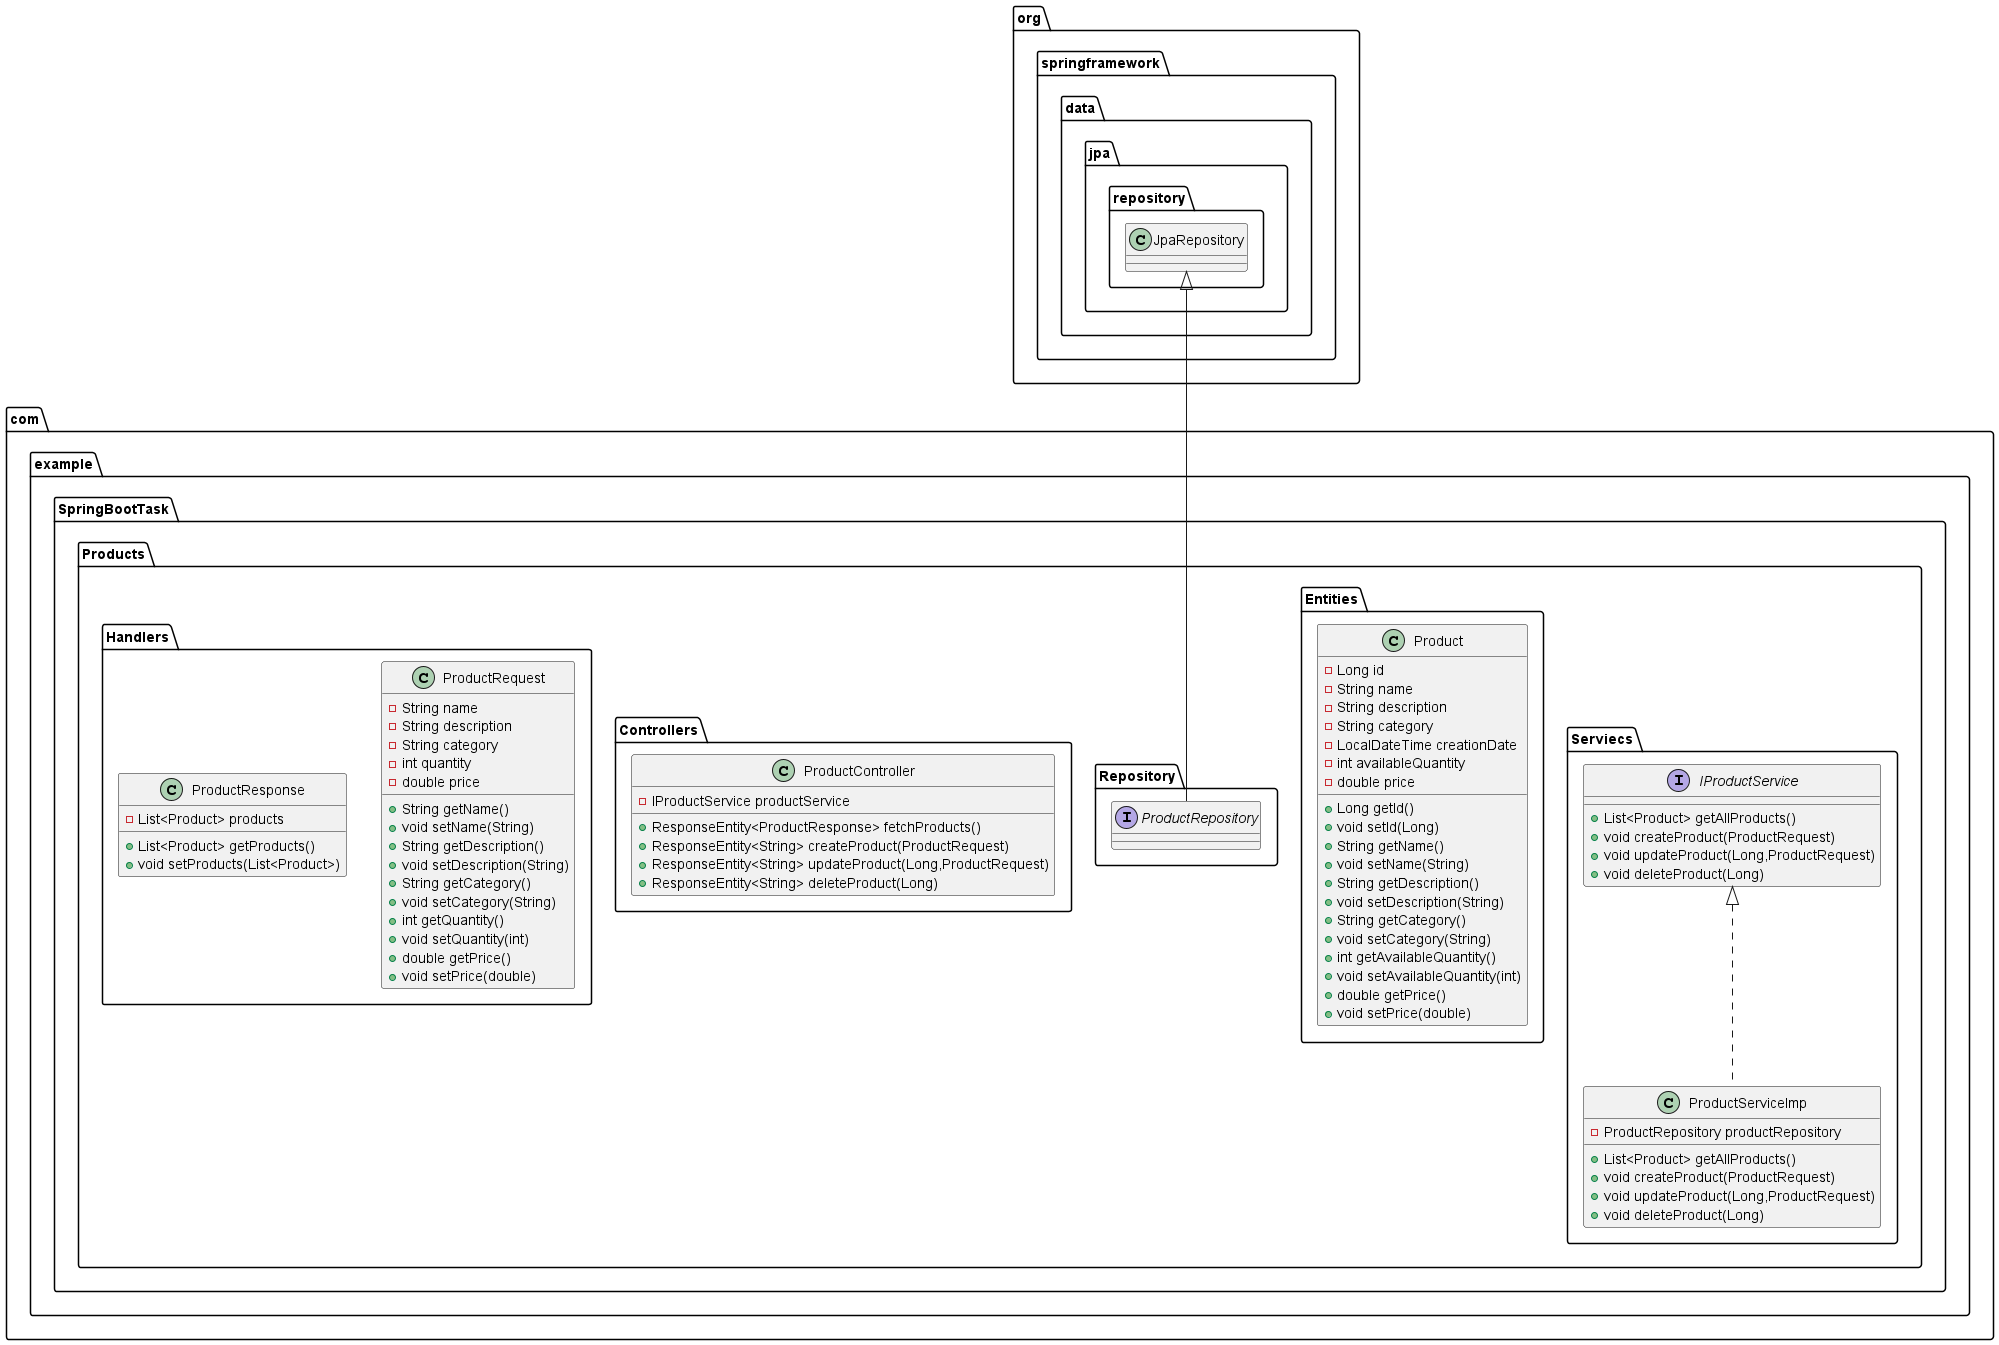 org
springframework
data
jpa
repository
C JpaRepository
com
example
SpringBootTask
Products
Handlers
C ProductResponse
List<Product> products
List<Product> getProducts()
void setProducts(List<Product>)
C ProductRequest
String name
String description
String category
int quantity
double price
String getName()
void setName(String)
String getDescription()
void setDescription(String)
String getCategory()
void setCategory(String)
int getQuantity()
void setQuantity(int)
double getPrice()
void setPrice(double)
Controllers
C ProductController
IProductService productService
ResponseEntity<ProductResponse> fetchProducts()
ResponseEntity<String> createProduct(ProductRequest)
ResponseEntity<String> updateProduct(Long,ProductRequest)
ResponseEntity<String> deleteProduct(Long)
Repository
I ProductRepository
Entities
C Product
Long id
String name
String description
String category
LocalDateTime creationDate
int availableQuantity
double price
Long getId()
void setId(Long)
String getName()
void setName(String)
String getDescription()
void setDescription(String)
String getCategory()
void setCategory(String)
int getAvailableQuantity()
void setAvailableQuantity(int)
double getPrice()
void setPrice(double)
Serviecs
I IProductService
List<Product> getAllProducts()
void createProduct(ProductRequest)
void updateProduct(Long,ProductRequest)
void deleteProduct(Long)
C ProductServiceImp
ProductRepository productRepository
List<Product> getAllProducts()
void createProduct(ProductRequest)
void updateProduct(Long,ProductRequest)
void deleteProduct(Long)